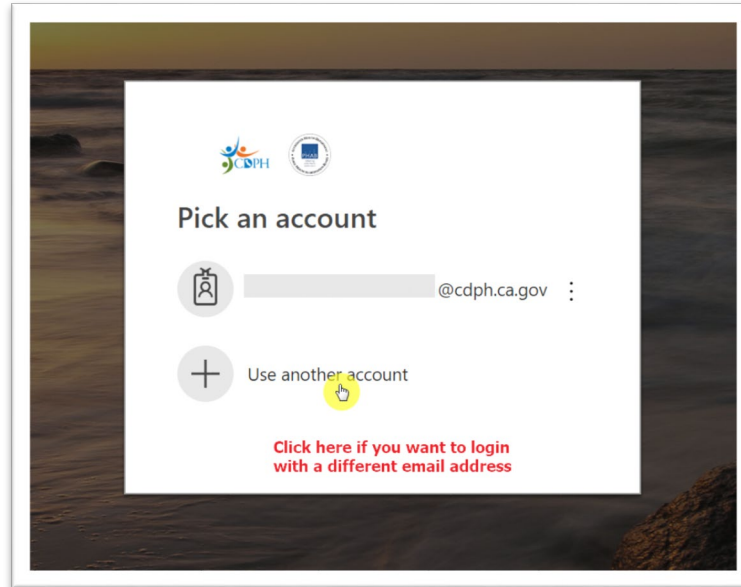 CDPH
PHAB
Pick an account
@cdph.ca.gov
Use another account
Click here if you want to login
with a different email address